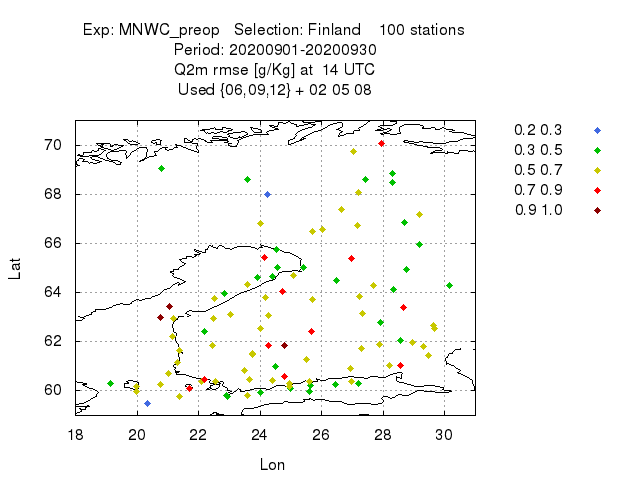 Exp: MNWC_preop   Selection: Finland    100 stations
Period: 20200901-20200930
Q2m rmse [g/Kg] at  14 UTC
Used {06,09,12} + 02 05 08
0.2 0.3
0.3 0.5
0.5 0.7
0.7 0.9
0.9 1.0
70
68
66
64
62
60
Lat
18 20 22 24 26 28 30
Lon